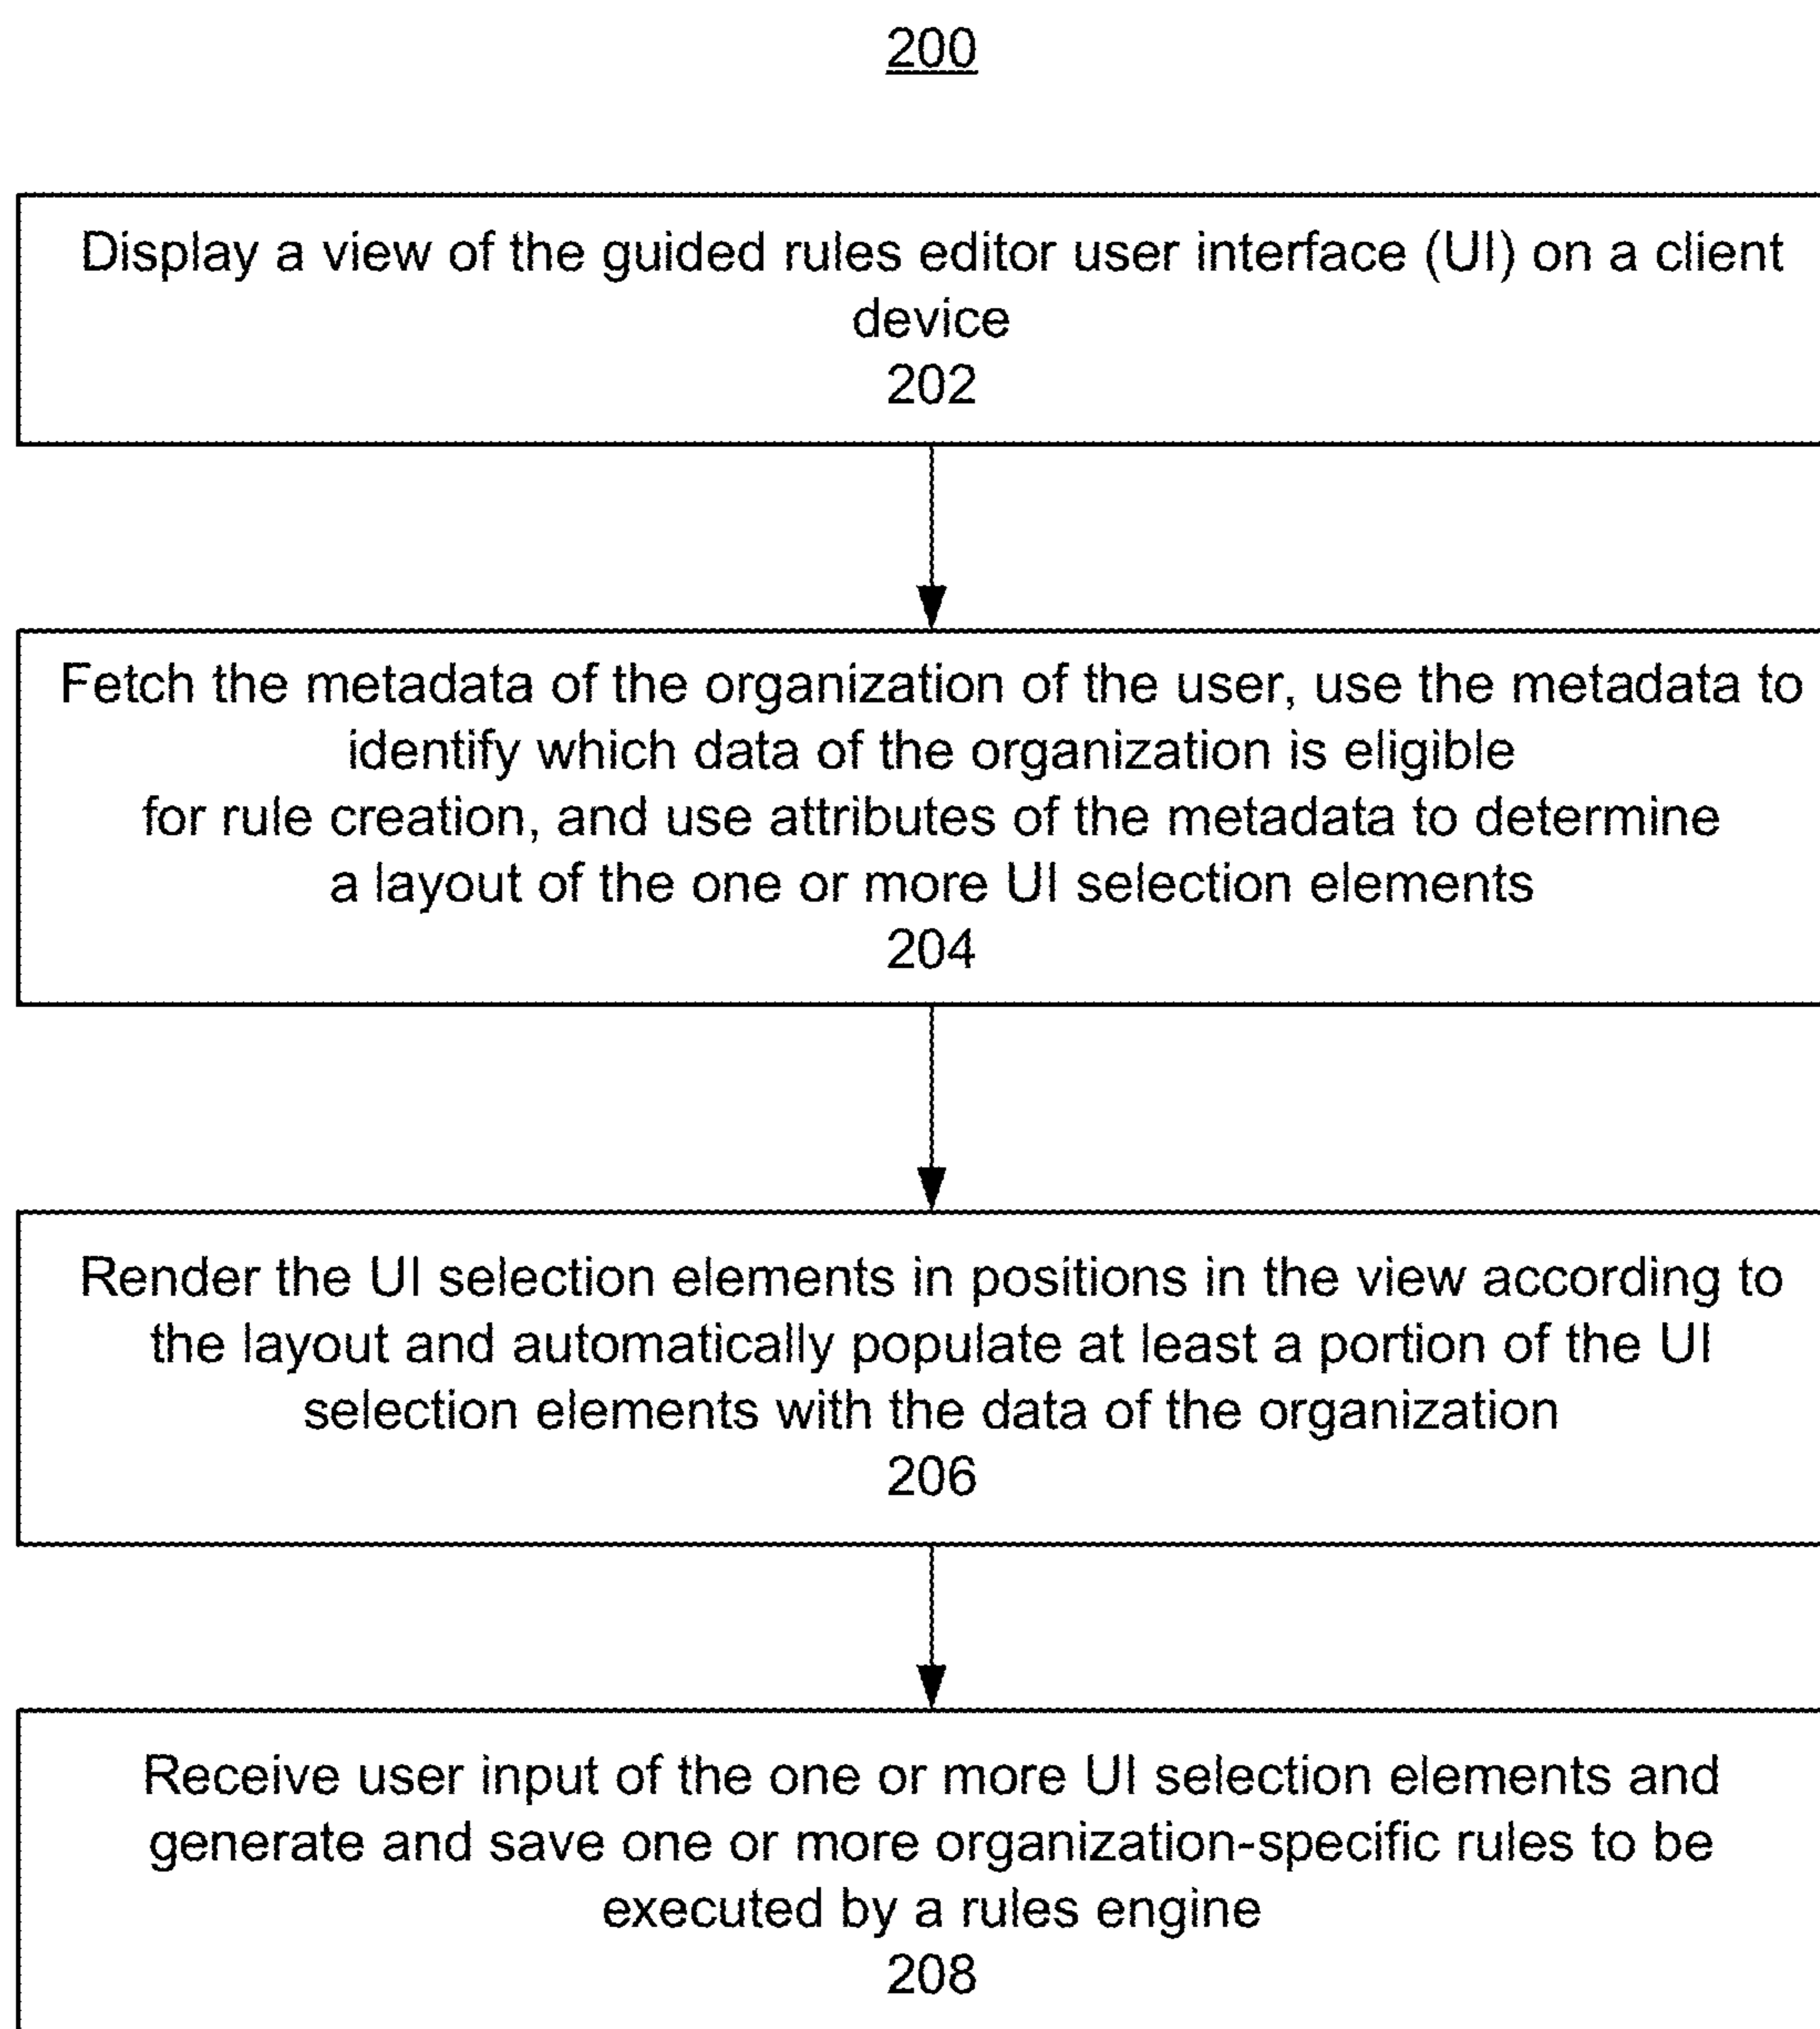 200
Display a view of the guided rules editor user interface (UI) on a client
device
202
Fetch the metadata of the organization of the user, use the metadata to
identify which data of the organization is eligible
for rule creation, and use attributes of the metadata to determine
a layout of the one or more UI selection elements
204
Render the UI selection elements in positions in the view according to
the layout and automatically populate at least a portion of the UI
selection elements with the data of the organization
206
Receive user input of the one or more UI selection elements and
generate and save one or more organization-specific rules to be
executed by a rules engine
208